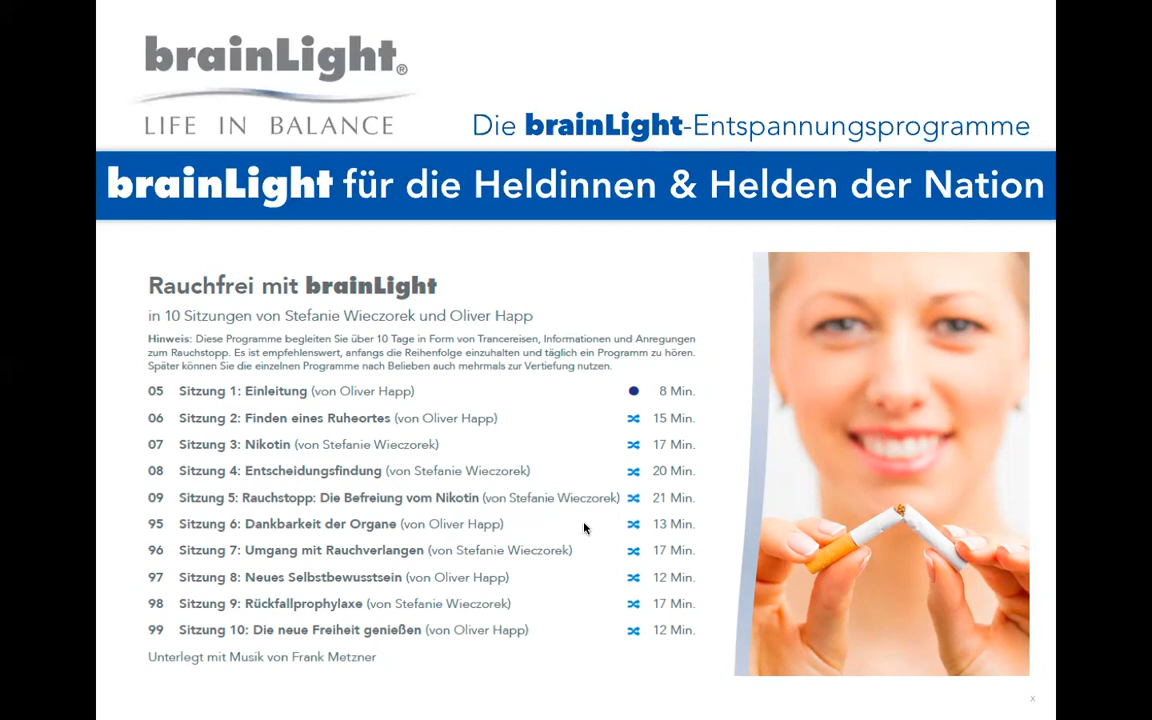 brainLight®
LIFE IN BALANCE
Die brainLight-Entspannungsprogramme
brainLight für die Heldinnen & Helden der Nation
Rauchfrei mit brainLight
in 10 Sitzungen von Stefanie Wieczorek und Oliver Happ
Hinweis: Diese Programme begleiten Sie über 10 Tage in Form von Trancereisen, Informationen und Anregungen
zum Rauchstopp. Es ist empfehlenswert, anfangs die Reihenfolge einzuhalten und täglich ein Programm zu hören.
Später können Sie die einzelnen Programme nach Belieben auch mehrmals zur Vertiefung nutzen.
05 Sitzung 1: Einleitung (von Oliver Happ) 8 Min.
06 Sitzung 2: Finden eines Ruheortes (von Oliver Happ) 15 Min.
07 Sitzung 3: Nikotin (von Stefanie Wieczorek) 17 Min.
08 Sitzung 4: Entscheidungsfindung (von Stefanie Wieczorek) 20 Min.
09 Sitzung 5: Rauchstopp: Die Befreiung vom Nikotin (von Stefanie Wieczorek) 21 Min.
95 Sitzung 6: Dankbarkeit der Organe (von Oliver Happ) 13 Min.
96 Sitzung 7: Umgang mit Rauchverlangen (von Stefanie Wieczorek) 17 Min.
97 Sitzung 8: Neues Selbstbewusstsein (von Oliver Happ) 12 Min.
98 Sitzung 9: Rückfallprophylaxe (von Stefanie Wieczorek) 17 Min.
99 Sitzung 10: Die neue Freiheit genießen (von Oliver Happ) 12 Min.
Unterlegt mit Musik von Frank Metzner
x